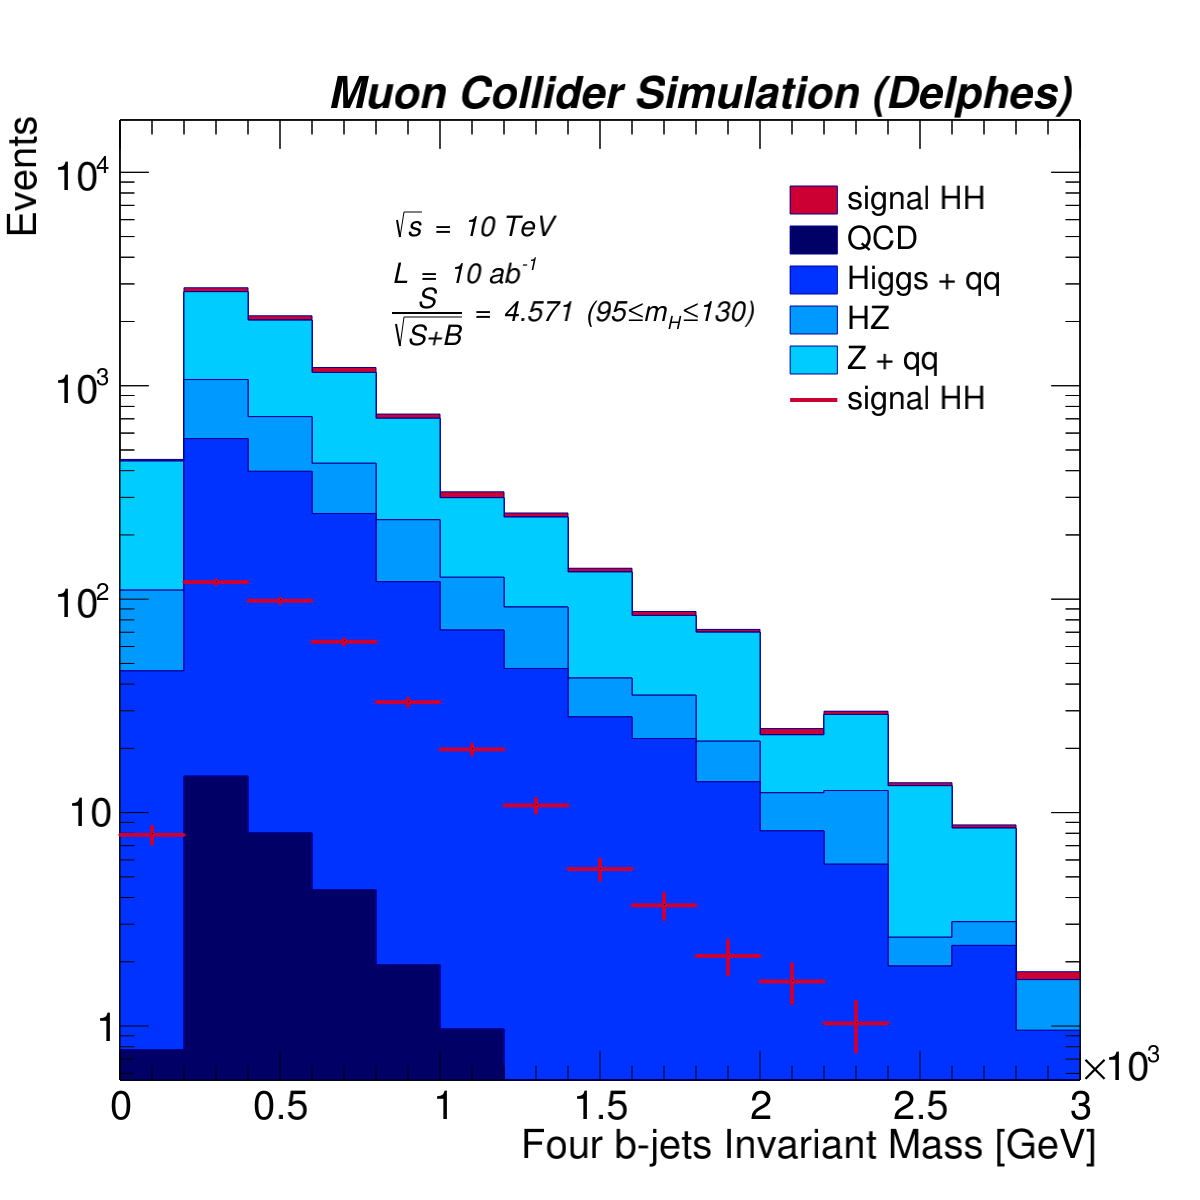 Muon Collider Simulation (Delphes)
Events
10⁴
10³
10²
10
1
√s = 10 TeV
L = 10 ab⁻¹
S
√S+B
= 4.571 (95≤m_H≤130)
signal HH
QCD
Higgs + qq
HZ
Z + qq
signal HH
0 0.5 1 1.5 2 2.5 3
×10³
Four b-jets Invariant Mass [GeV]